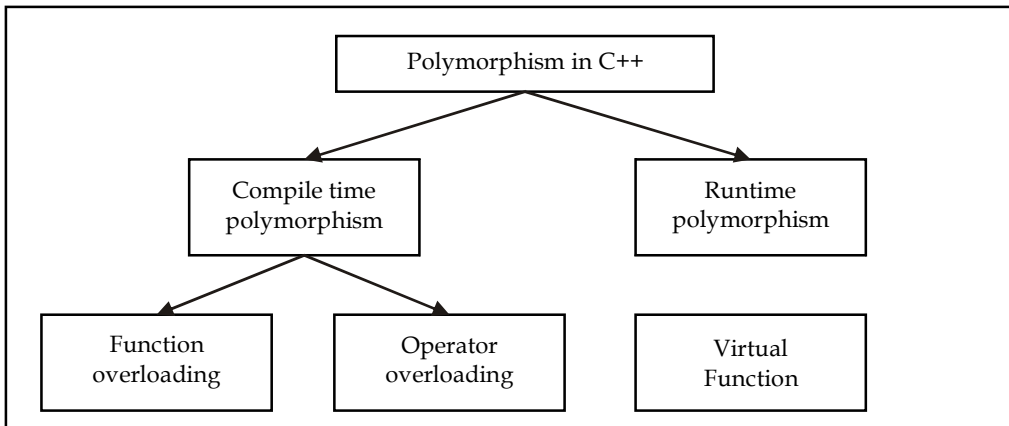 Polymorphism in C++
Compile time
polymorphism
Runtime
polymorphism
Function
overloading
Operator
overloading
Virtual
Function